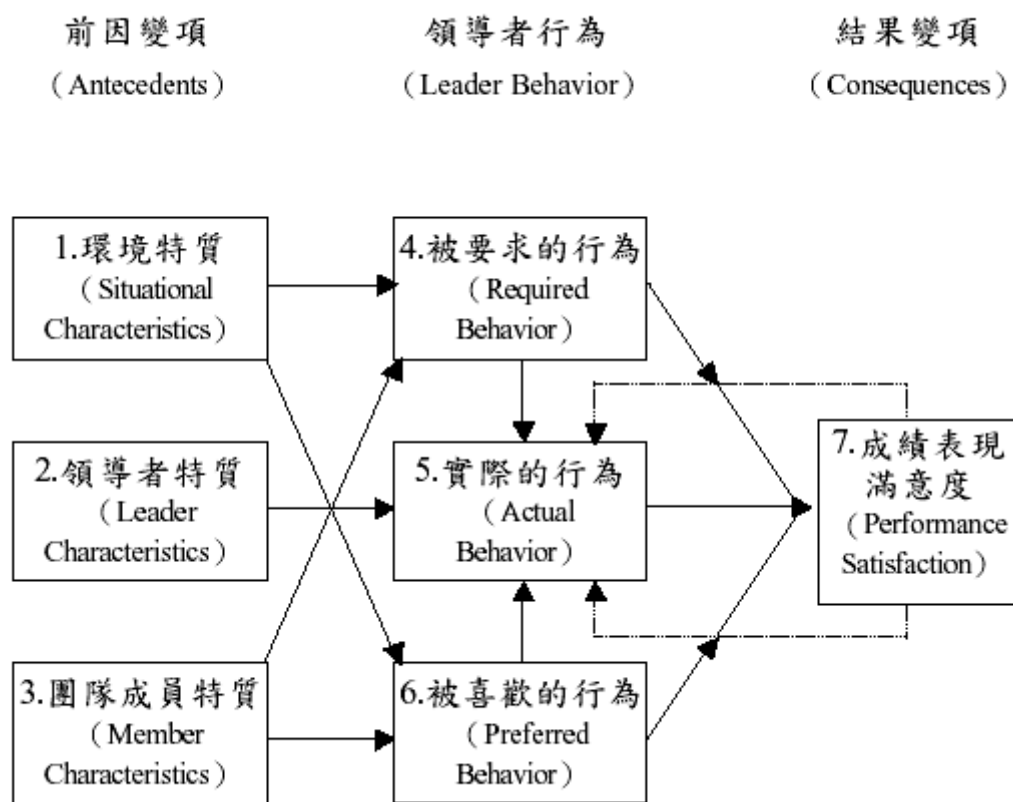 前因變項
（Antecedents）
領導者行為
（Leader Behavior）
結果變項
（Consequences）
1.環境特質
（Situational
Characteristics）
4.被要求的行為
（Required
Behavior）
2.領導者特質
（Leader
Characteristics）
5.實際的行為
（Actual
Behavior）
7.成績表現
滿意度
（Performance
Satisfaction）
3.團隊成員特質
（Member
Characteristics）
6.被喜歡的行為
（Preferred
Behavior）